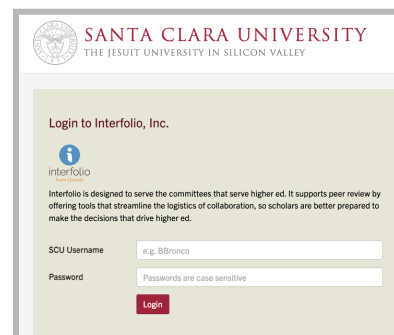 SANTA CLARA UNIVERSITY
THE JESUIT UNIVERSITY IN SILICON VALLEY
Login to Interfolio, Inc.
interfolio
Interfolio is designed to serve the committees that serve higher ed. It supports peer review by
offering tools that streamline the logistics of collaboration, so scholars are better prepared to
make the decisions that drive higher ed.
SCU Username
e.g. BBronco
Password
Passwords are case sensitive
Login